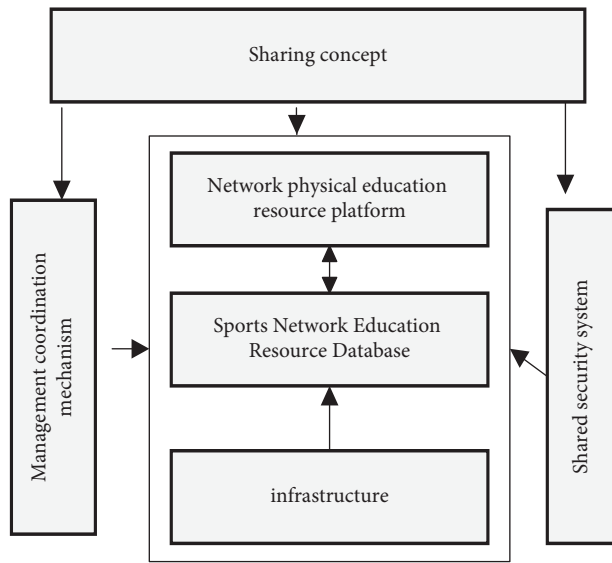 Sharing concept
Network physical education
resource platform
Management coordination
mechanism
Sports Network Education
Resource Database
Shared security system
infrastructure